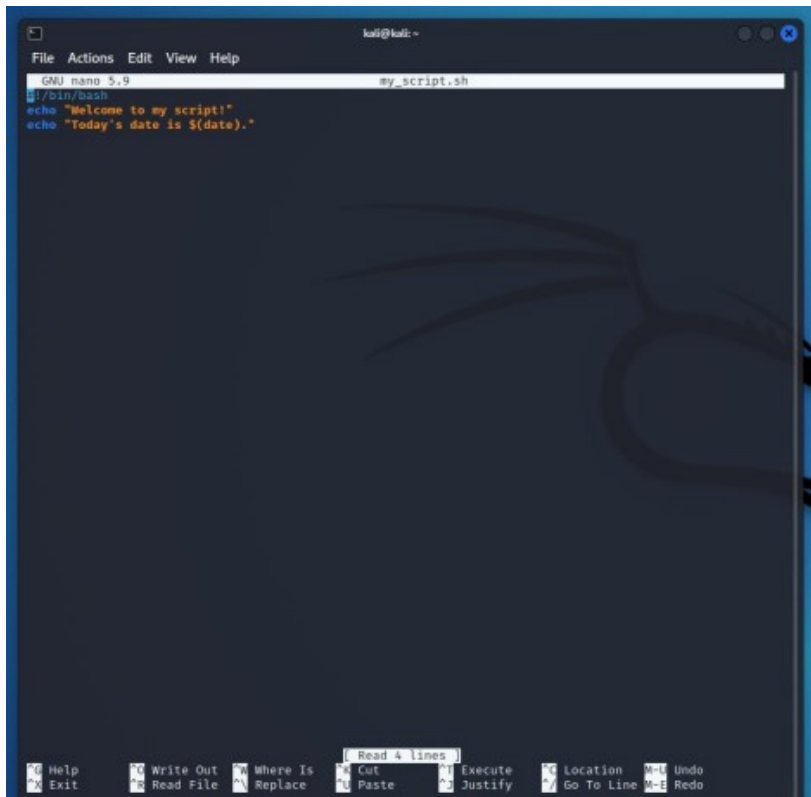 kali@kali: ~
File Actions Edit View Help
GNU nano 5.9 my_script.sh
#!/bin/bash
echo "Welcome to my script!"
echo "Today's date is $(date)."
[ Read 4 lines ]
^G Help ^O Write Out ^W Where Is ^K Cut ^T Execute ^C Location M-U Undo
^X Exit ^R Read File ^\ Replace ^U Paste ^J Justify ^/ Go To Line M-E Redo